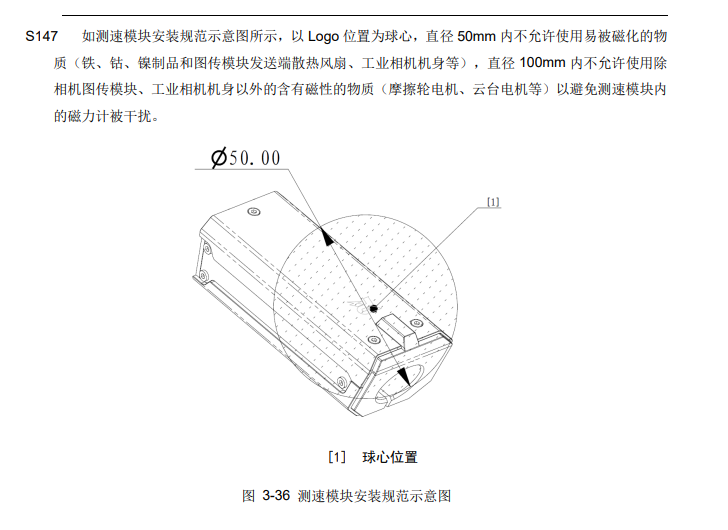 S147 如测速模块安装规范示意图所示，以 Logo 位置为球心，直径 50mm 内不允许使用易被磁化的物
质（铁、钴、镍制品和图传模块发送端散热风扇、工业相机机身等），直径 100mm 内不允许使用除
相机图传模块、工业相机机身以外的含有磁性的物质（摩擦轮电机、云台电机等）以避免测速模块内
的磁力计被干扰。
Ø50.00
[1]
[1] 球心位置
图 3-36 测速模块安装规范示意图